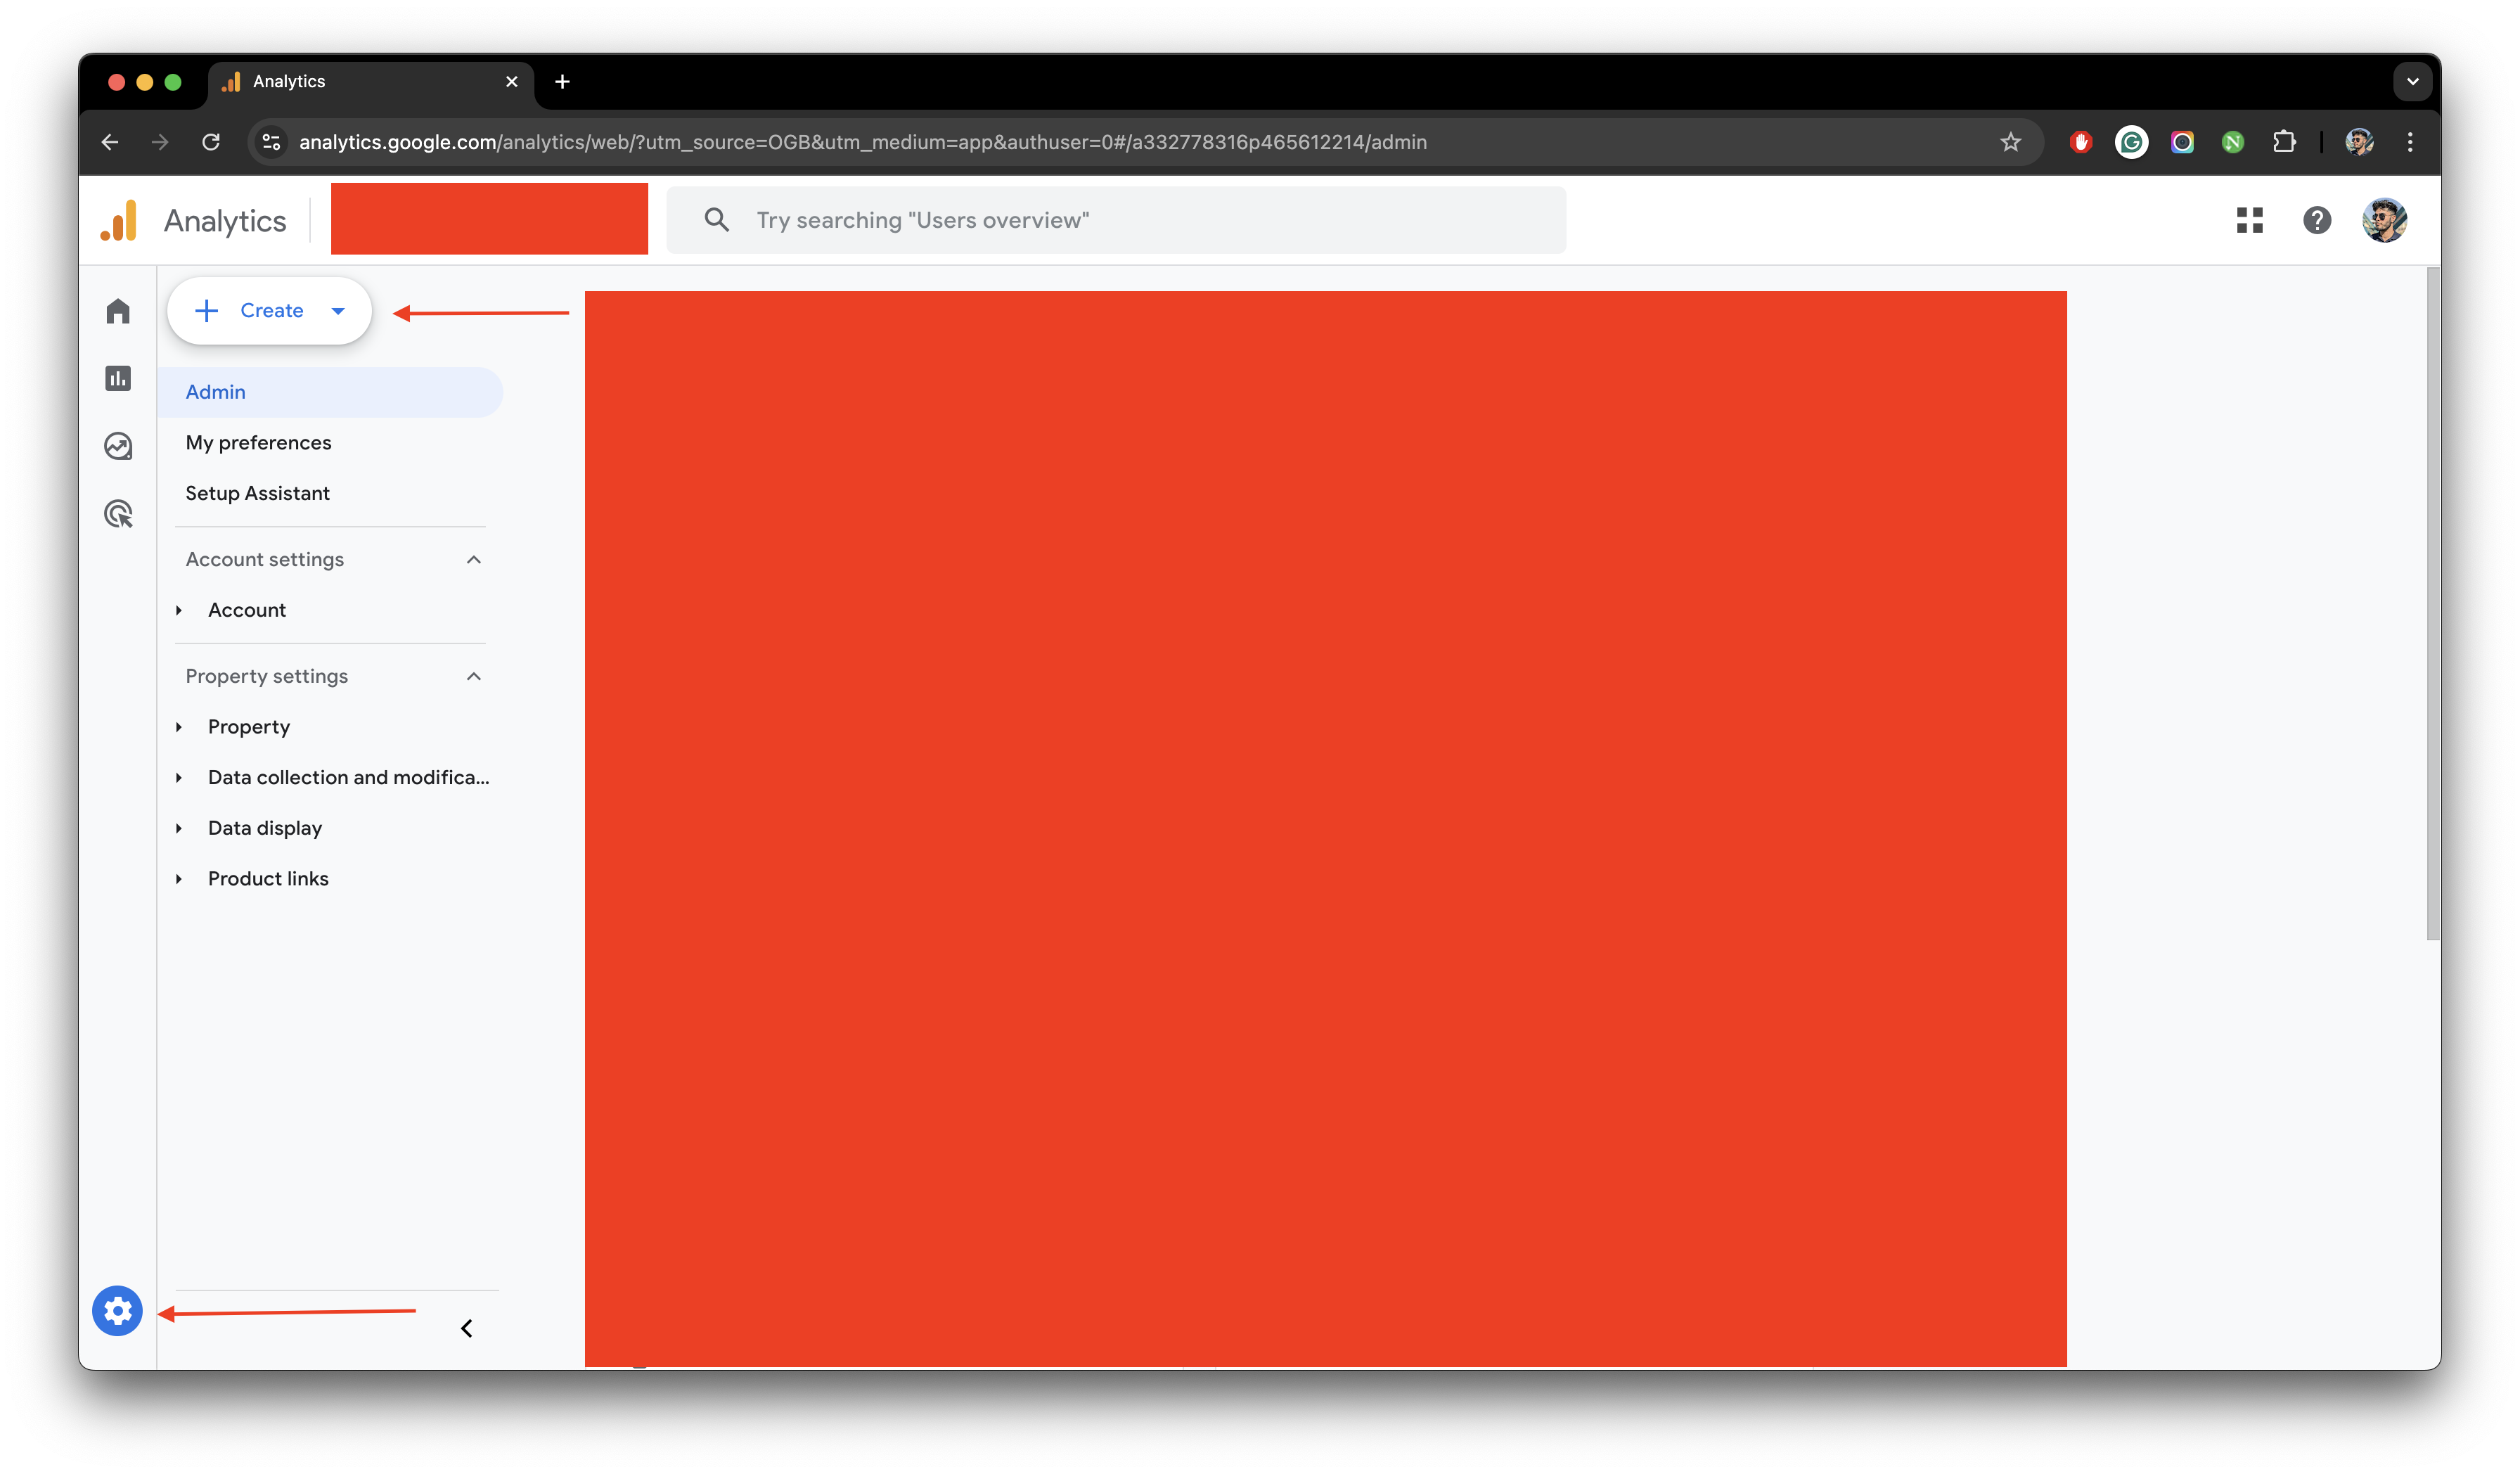 Analytics
analytics.google.com/analytics/web/?utm_source=OGB&utm_medium=app&authuser=0#/a332778316p465612214/admin
Analytics
Try searching "Users overview"
Create
Admin
My preferences
Setup Assistant
Account settings
Account
Property settings
Property
Data collection and modifica...
Data display
Product links